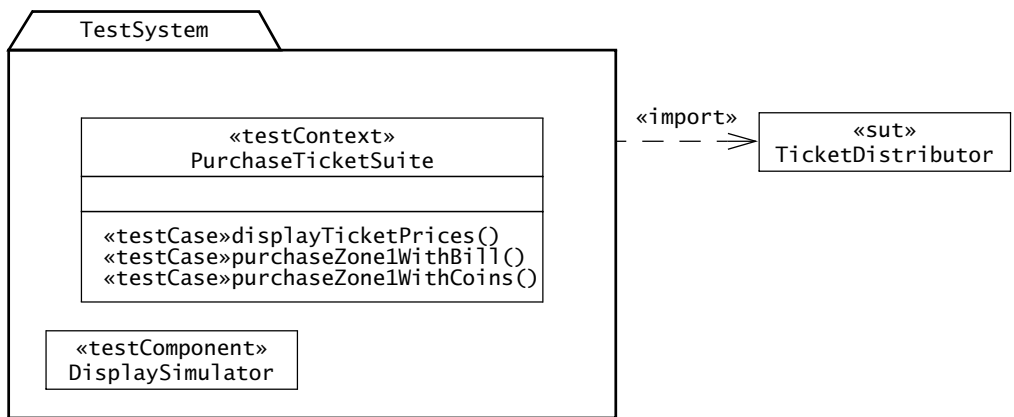 TestSystem
«import»
«testContext»
PurchaseTicketSuite
«sut»
TicketDistributor
«testCase»displayTicketPrices()
«testCase»purchaseZone1WithBill()
«testCase»purchaseZone1WithCoins()
«testComponent»
DisplaySimulator